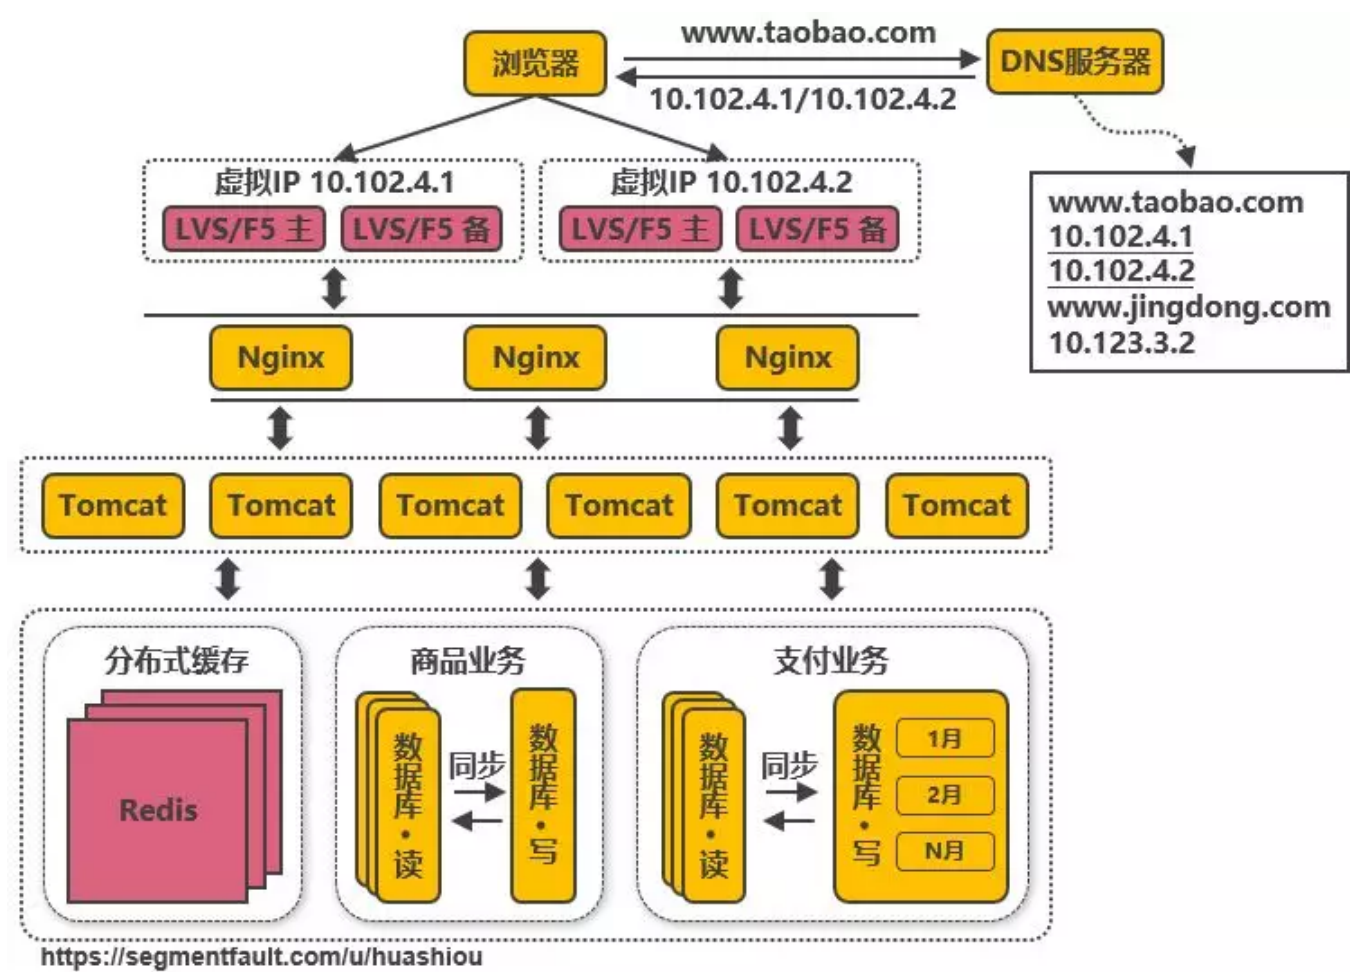 www.taobao.com
浏览器
DNS服务器
10.102.4.1/10.102.4.2
虚拟IP 10.102.4.1
虚拟IP 10.102.4.2
LVS/F5 主
LVS/F5 备
LVS/F5 主
LVS/F5 备
www.taobao.com
10.102.4.1
10.102.4.2
www.jingdong.com
10.123.3.2
Nginx
Nginx
Nginx
Tomcat
Tomcat
Tomcat
Tomcat
Tomcat
Tomcat
分布式缓存
Redis
商品业务
数据库·读
同步
数据库·写
支付业务
数据库·读
同步
数据库·写
1月
2月
N月
https://segmentfault.com/u/huashiou